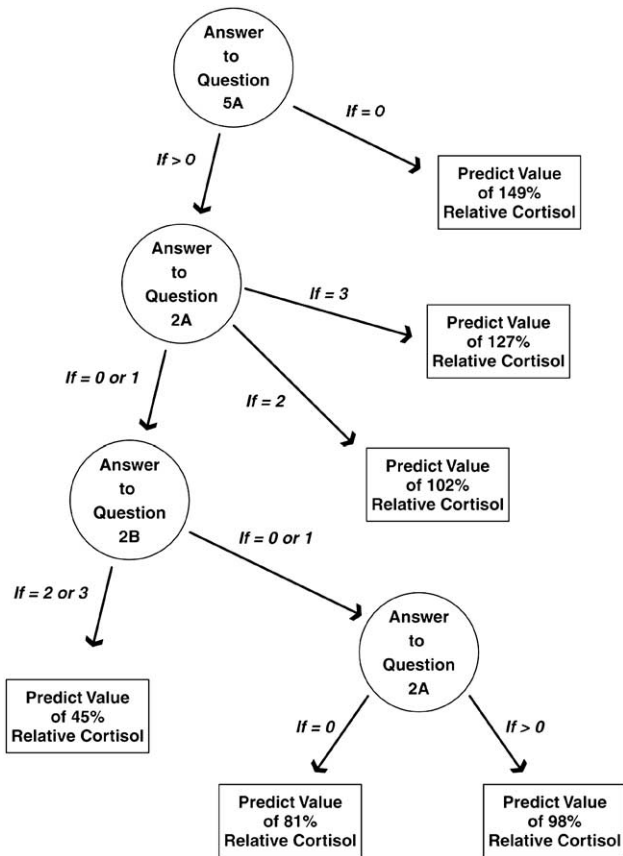 Answer
to
Question
5A
If = 0
If > 0
Predict Value
of 149%
Relative Cortisol
Answer
to
Question
2A
If = 3
Predict Value
of 127%
Relative Cortisol
If = 0 or 1
If = 2
Predict Value
of 102%
Relative Cortisol
Answer
to
Question
2B
If = 0 or 1
If = 2 or 3
Answer
to
Question
2A
Predict Value
of 45%
Relative Cortisol
If = 0
If > 0
Predict Value
of 81%
Relative Cortisol
Predict Value
of 98%
Relative Cortisol